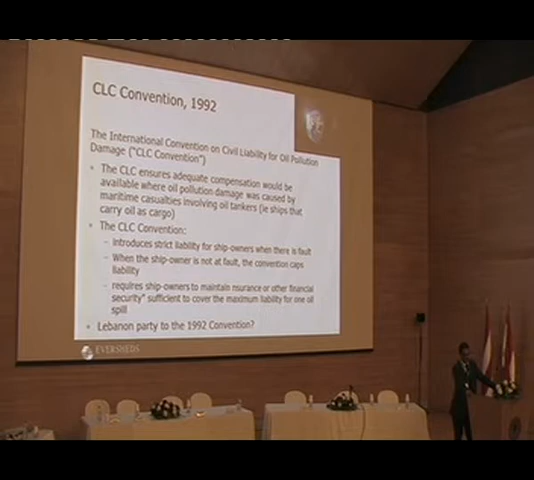 CLC Convention, 1992
The International Convention on Civil Liability for Oil Pollution
Damage ("CLC Convention")
• The CLC ensures adequate compensation would be
available where oil pollution damage was caused by
maritime casualties involving oil tankers (ie ships that
carry oil as cargo)
• The CLC Convention:
– introduces strict liability for ship-owners when there is fault
– When the ship-owner is not at fault, the convention caps
liability
– requires ship-owners to maintain nsurance or other financial
security" sufficient to cover the maximum liability for one oil
spill
• Lebanon party to the 1992 Convention?
EVERSHEDS